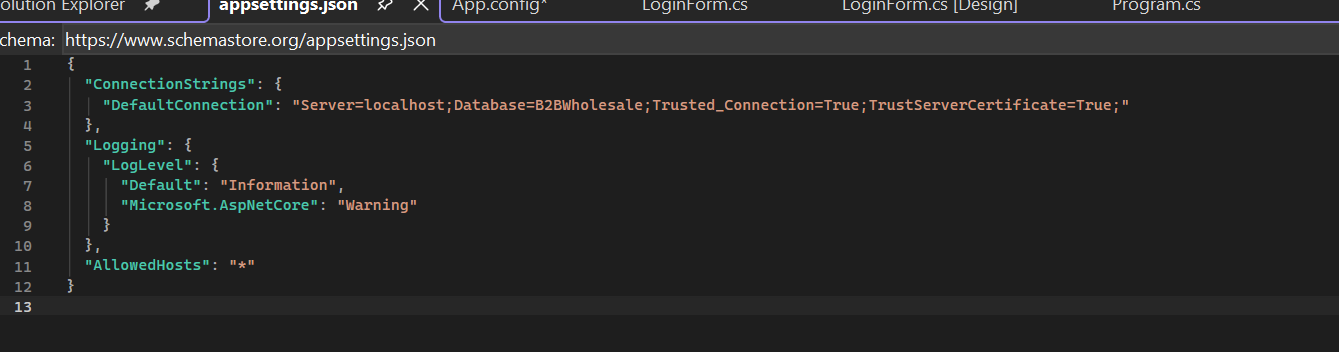 olution Explorer appsettings.json App.config* LoginForm.cs LoginForm.cs [Design] Program.cs
chema: https://www.schemastore.org/appsettings.json
1 {
2 "ConnectionStrings": {
3 "DefaultConnection": "Server=localhost;Database=B2BWholesale;Trusted_Connection=True;TrustServerCertificate=True;"
4 },
5 "Logging": {
6 "LogLevel": {
7 "Default": "Information",
8 "Microsoft.AspNetCore": "Warning"
9 }
10 },
11 "AllowedHosts": "*"
12 }
13